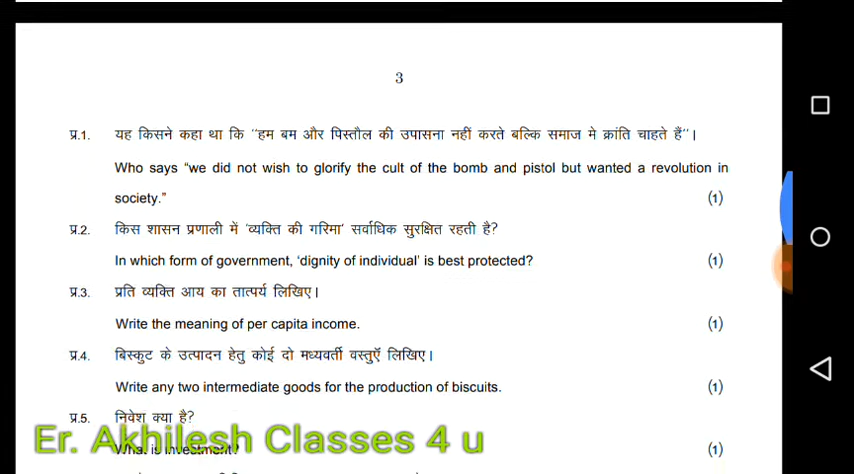 3
प्र.1. यह किसने कहा था कि "हम बम और पिस्तौल की उपासना नहीं करते बल्कि समाज मे क्रांति चाहते हैं"।
Who says “we did not wish to glorify the cult of the bomb and pistol but wanted a revolution in
society.” (1)
प्र.2. किस शासन प्रणाली में 'व्यक्ति की गरिमा' सर्वाधिक सुरक्षित रहती है?
In which form of government, ‘dignity of individual’ is best protected? (1)
प्र.3. प्रति व्यक्ति आय का तात्पर्य लिखिए।
Write the meaning of per capita income. (1)
प्र.4. बिस्कुट के उत्पादन हेतु कोई दो मध्यवर्ती वस्तुएँ लिखिए।
Write any two intermediate goods for the production of biscuits. (1)
प्र.5. निवेश क्या है?
Er. Akhilesh Classes 4 u
What is investment? (1)